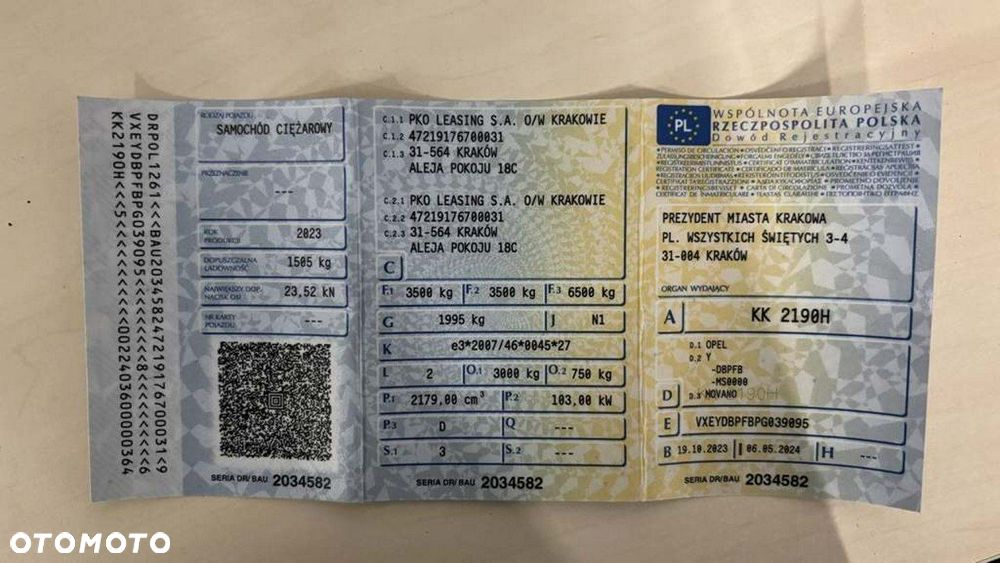 DRPOL1261<<BAU2034582472191767000031<9
VXEYDBPFBPG039095<<<<<<<<<<<<<<<<<<<6
RODZAJ POJAZDU
SAMOCHÓD CIĘŻAROWY
PRZEZNACZENIE
---
ROK PRODUKCJI
2023
DOPUSZCZALNA ŁADOWNOŚĆ
1505 kg
NAJWIĘKSZY DOP. NACISK OSI
23,52 kN
NR KARTY POJAZDU
---
SERIA DR/BAU 2034582
C.1.1 PKO LEASING S.A. O/W KRAKOWIE
C.1.2 47219176700031
C.1.3 31-564 KRAKÓW
ALEJA POKOJU 18C
C.2.1 PKO LEASING S.A. O/W KRAKOWIE
C.2.2 47219176700031
C.2.3 31-564 KRAKÓW
ALEJA POKOJU 18C
C
F.1 3500 kg F.2 3500 kg F.3 6500 kg
G 1995 kg J N1
K e3*2007/46*0045*27
L 2 O.1 3000 kg O.2 750 kg
P.1 2179,00 cm³ P.2 103,00 kW
P.3 D Q ---
S.1 3 S.2 ---
SERIA DR/BAU 2034582
PL
WSPÓLNOTA EUROPEJSKA
RZECZPOSPOLITA POLSKA
Dowód Rejestracyjny
PREZYDENT MIASTA KRAKOWA
PL. WSZYSTKICH ŚWIĘTYCH 3-4
31-004 KRAKÓW
ORGAN WYDAJĄCY
A KK 2190H
D.1 OPEL
D.2 Y
-DBPFB
-MS0000
D D.3 MOVANO
E VXEYDBPFBPG039095
B 19.10.2023 I 06.05.2024 H ---
SERIA DR/BAU 2034582
OTOMOTO